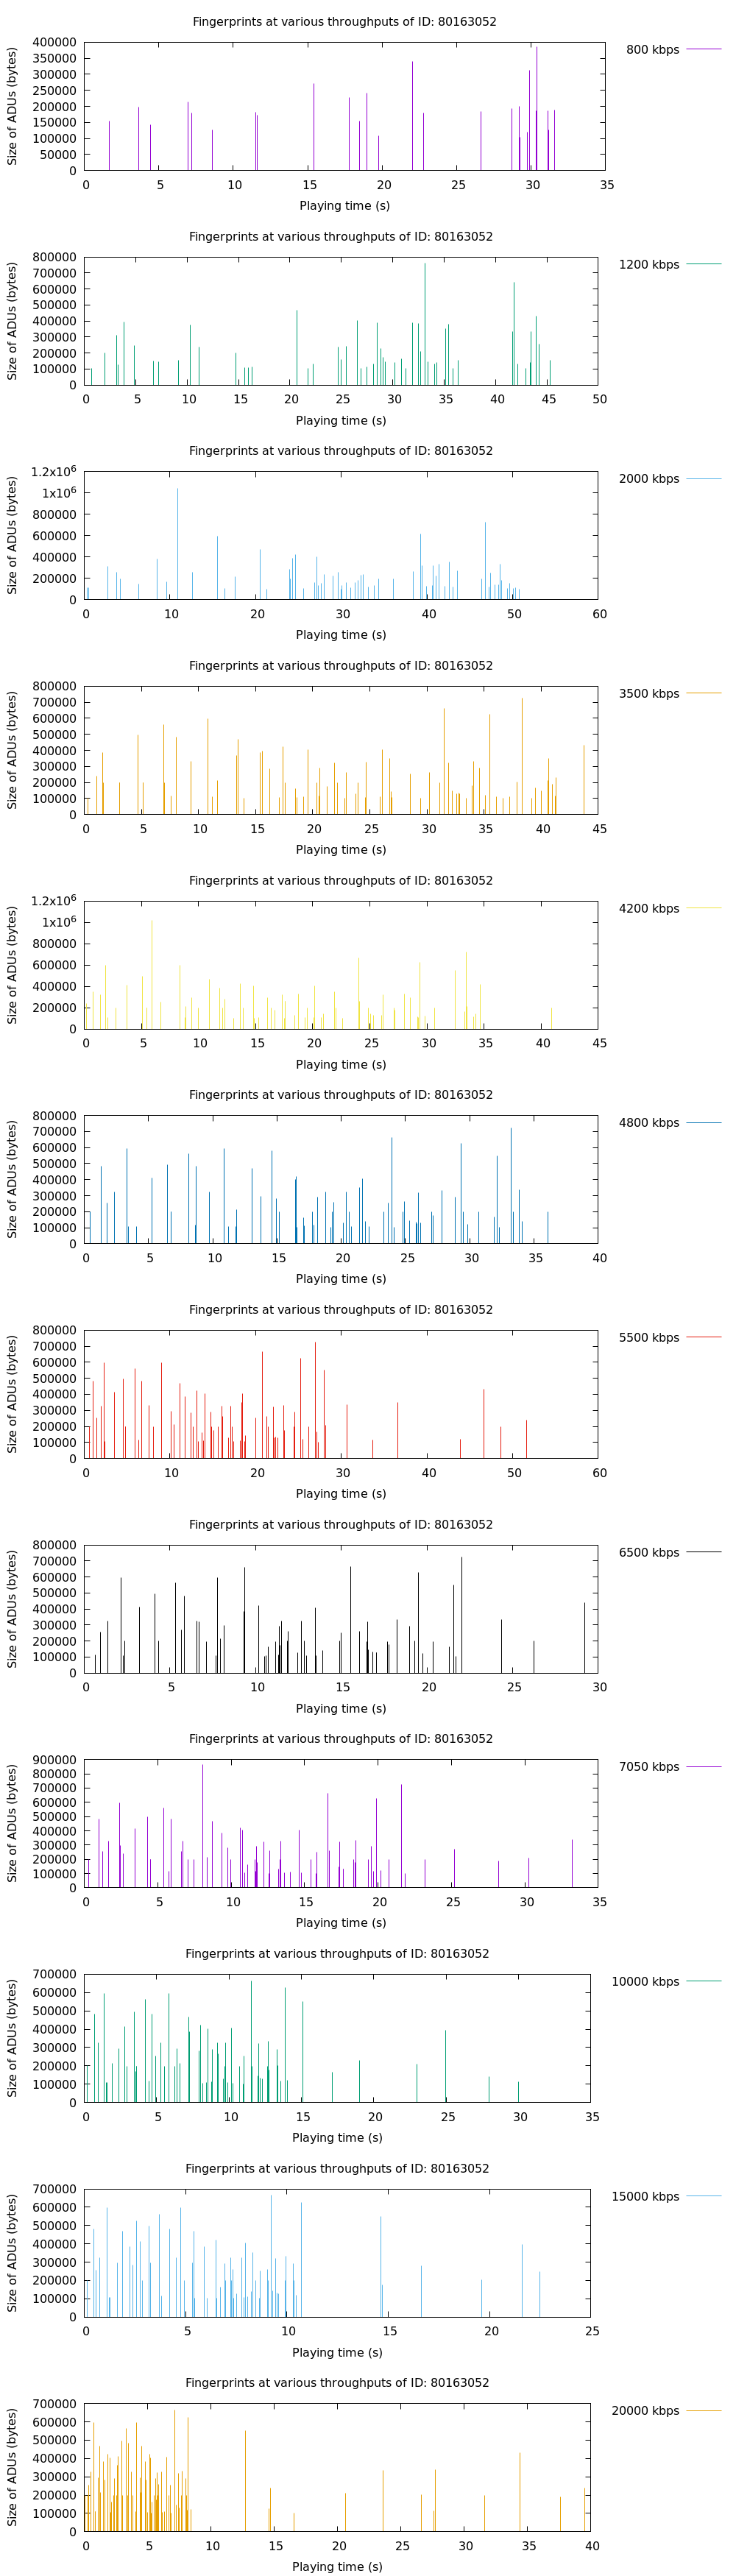 Fingerprints at various throughputs of ID: 80163052
800 kbps
Size of ADUs (bytes)
400000
350000
300000
250000
200000
150000
100000
50000
0
0 5 10 15 20 25 30 35
Playing time (s)
Fingerprints at various throughputs of ID: 80163052
1200 kbps
Size of ADUs (bytes)
800000
700000
600000
500000
400000
300000
200000
100000
0
0 5 10 15 20 25 30 35 40 45 50
Playing time (s)
Fingerprints at various throughputs of ID: 80163052
2000 kbps
Size of ADUs (bytes)
1.2x10⁶
1x10⁶
800000
600000
400000
200000
0
0 10 20 30 40 50 60
Playing time (s)
Fingerprints at various throughputs of ID: 80163052
3500 kbps
Size of ADUs (bytes)
800000
700000
600000
500000
400000
300000
200000
100000
0
0 5 10 15 20 25 30 35 40 45
Playing time (s)
Fingerprints at various throughputs of ID: 80163052
4200 kbps
Size of ADUs (bytes)
1.2x10⁶
1x10⁶
800000
600000
400000
200000
0
0 5 10 15 20 25 30 35 40 45
Playing time (s)
Fingerprints at various throughputs of ID: 80163052
4800 kbps
Size of ADUs (bytes)
800000
700000
600000
500000
400000
300000
200000
100000
0
0 5 10 15 20 25 30 35 40
Playing time (s)
Fingerprints at various throughputs of ID: 80163052
5500 kbps
Size of ADUs (bytes)
800000
700000
600000
500000
400000
300000
200000
100000
0
0 10 20 30 40 50 60
Playing time (s)
Fingerprints at various throughputs of ID: 80163052
6500 kbps
Size of ADUs (bytes)
800000
700000
600000
500000
400000
300000
200000
100000
0
0 5 10 15 20 25 30
Playing time (s)
Fingerprints at various throughputs of ID: 80163052
7050 kbps
Size of ADUs (bytes)
900000
800000
700000
600000
500000
400000
300000
200000
100000
0
0 5 10 15 20 25 30 35
Playing time (s)
Fingerprints at various throughputs of ID: 80163052
10000 kbps
Size of ADUs (bytes)
700000
600000
500000
400000
300000
200000
100000
0
0 5 10 15 20 25 30 35
Playing time (s)
Fingerprints at various throughputs of ID: 80163052
15000 kbps
Size of ADUs (bytes)
700000
600000
500000
400000
300000
200000
100000
0
0 5 10 15 20 25
Playing time (s)
Fingerprints at various throughputs of ID: 80163052
20000 kbps
Size of ADUs (bytes)
700000
600000
500000
400000
300000
200000
100000
0
0 5 10 15 20 25 30 35 40
Playing time (s)